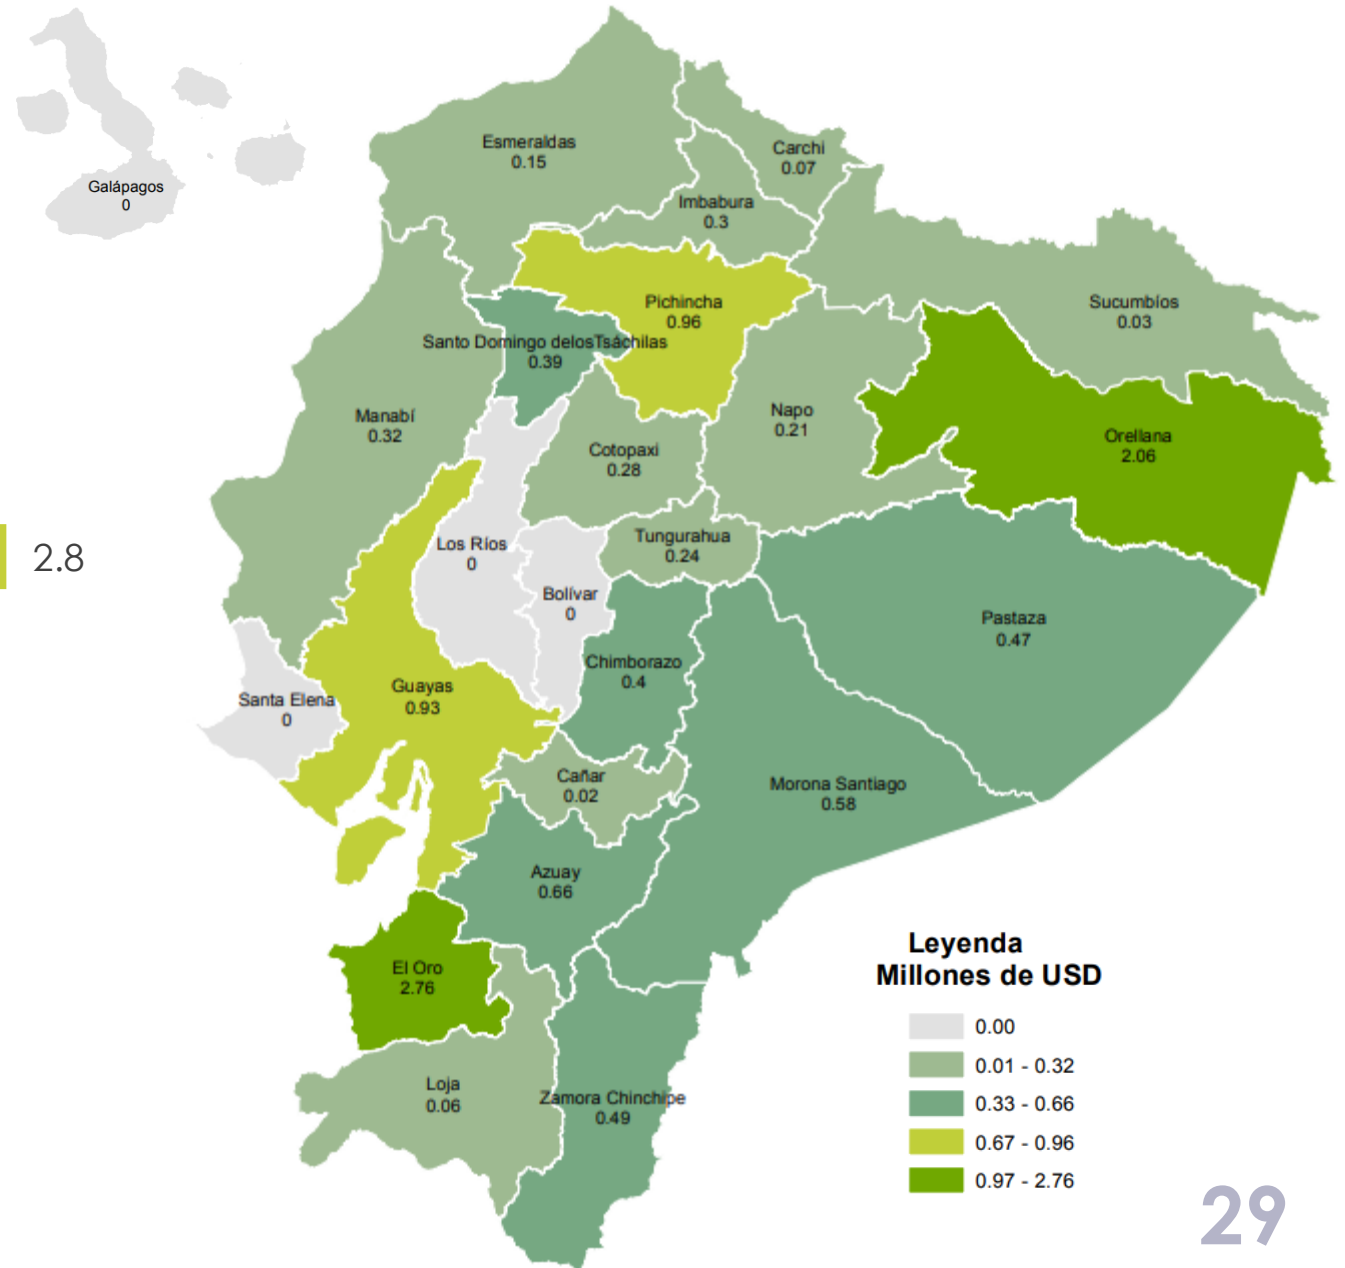 Esmeraldas
0.15
Carchi
0.07
Galápagos
0
Imbabura
0.3
Pichincha
0.96
Sucumbíos
0.03
Santo Domingo delosTsáchilas
0.39
Manabí
0.32
Napo
0.21
Cotopaxi
0.28
Orellana
2.06
2.8
Los Ríos
0
Tungurahua
0.24
Bolívar
0
Pastaza
0.47
Chimborazo
0.4
Santa Elena
0
Guayas
0.93
Cañar
0.02
Morona Santiago
0.58
Azuay
0.66
El Oro
2.76
Loja
0.06
Zamora Chinchipe
0.49
Leyenda
Millones de USD
0.00
0.01 - 0.32
0.33 - 0.66
0.67 - 0.96
0.97 - 2.76
29